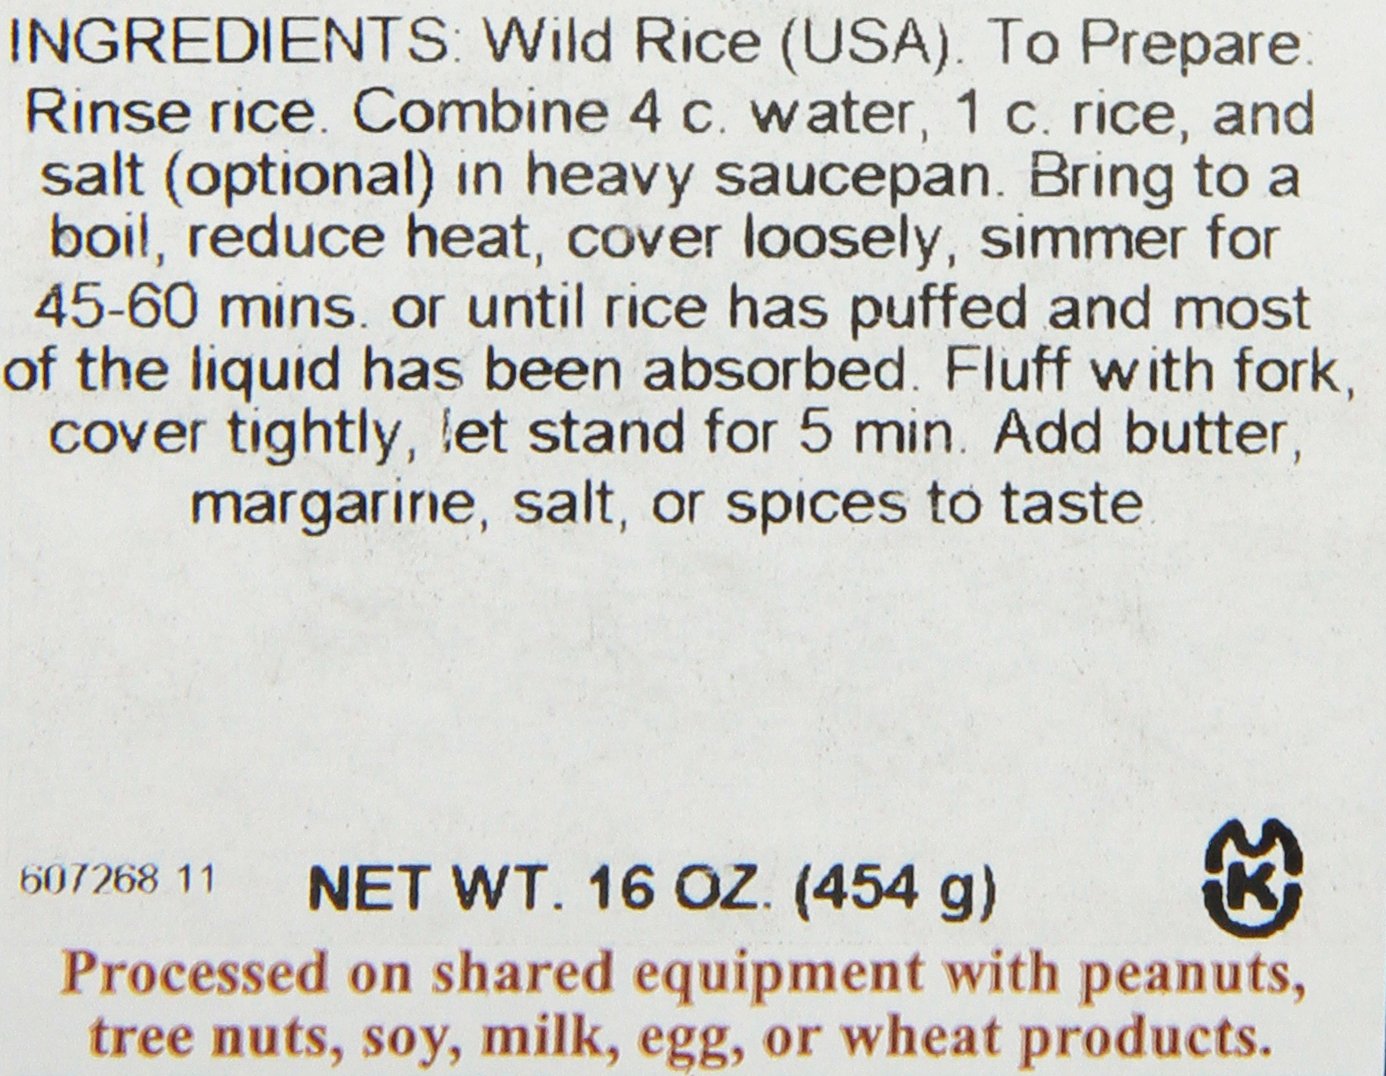 INGREDIENTS: Wild Rice (USA). To Prepare:
Rinse rice. Combine 4 c. water, 1 c. rice, and
salt (optional) in heavy saucepan. Bring to a
boil, reduce heat, cover loosely, simmer for
45-60 mins. or until rice has puffed and most
of the liquid has been absorbed. Fluff with fork,
cover tightly, let stand for 5 min. Add butter,
margarine, salt, or spices to taste.
607268 11 NET WT. 16 OZ. (454 g) K
Processed on shared equipment with peanuts,
tree nuts, soy, milk, egg, or wheat products.